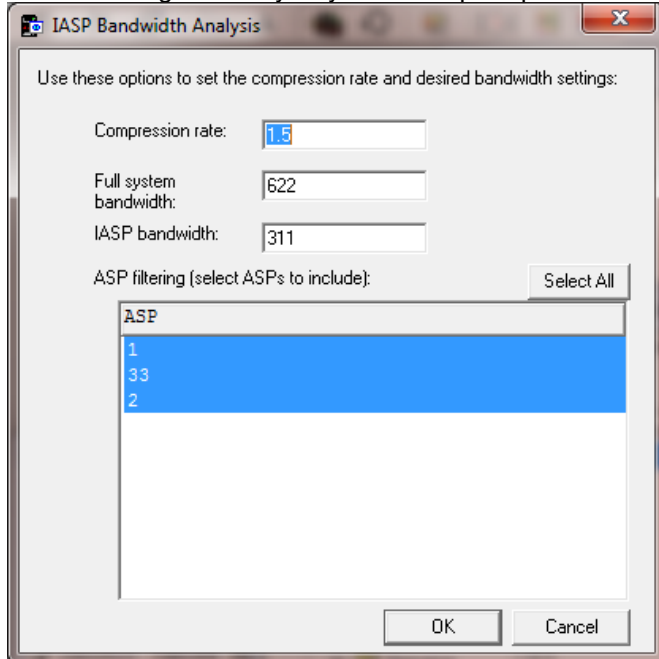 IASP Bandwidth Analysis
Use these options to set the compression rate and desired bandwidth settings:
Compression rate: 1.5
Full system
bandwidth: 622
IASP bandwidth: 311
ASP filtering (select ASPs to include): Select All
ASP
1
33
2
OK Cancel